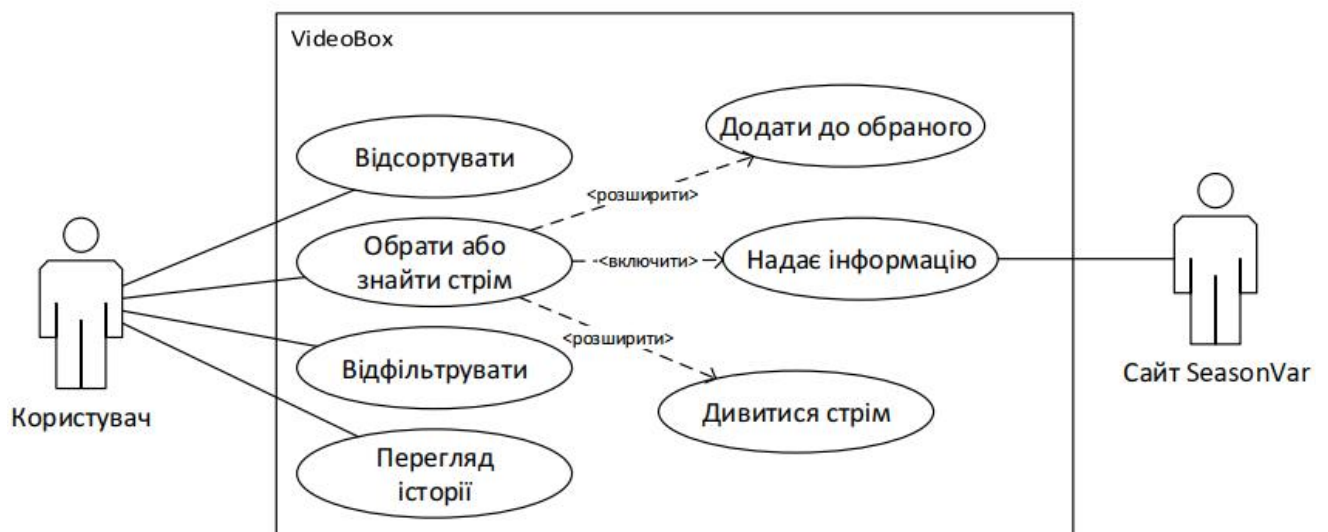 VideoBox
Додати до обраного
Відсортувати
<розширити>
Обрати або
знайти стрім
<включити>
Надає інформацію
<розширити>
Відфільтрувати
Сайт SeasonVar
Користувач
Дивитися стрім
Перегляд
історії